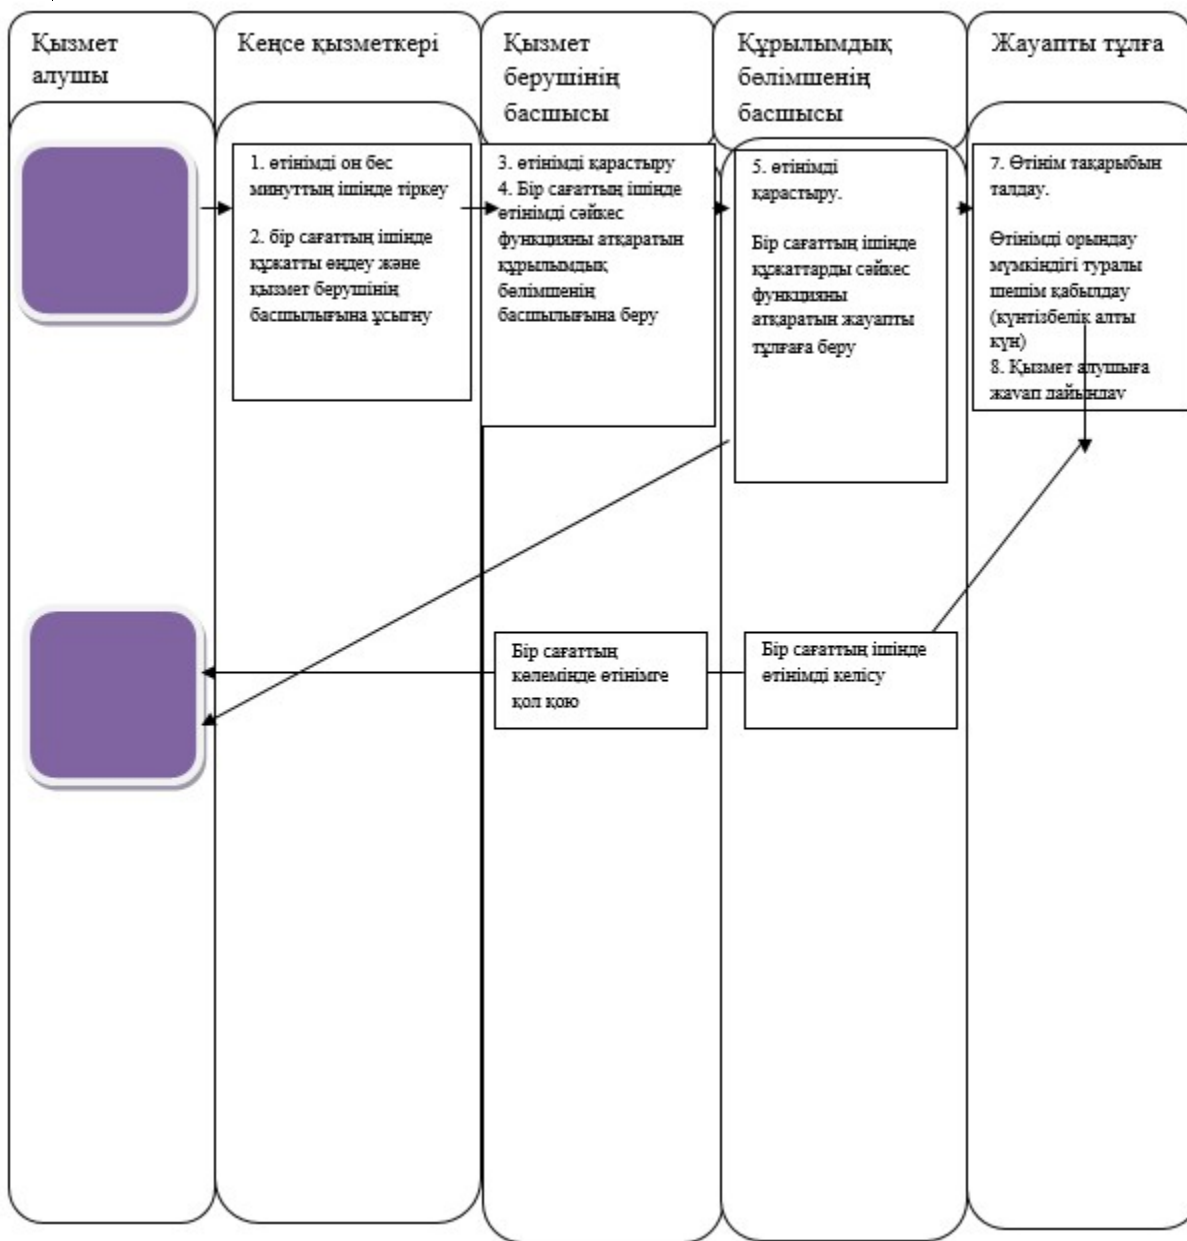 Қызмет
алушы
Кеңсе қызметкері
Қызмет
берушінің
басшысы
Құрылымдық
бөлімшенің
басшысы
Жауапты тұлға
1. өтінімді он бес
минуттың ішінде тіркеу
2. бір сағаттың ішінде
құжатты өңдеу және
қызмет берушінің
басшылығына ұсыгну
3. өтінімді қарастыру
4. Бір сағаттың ішінде
өтінімді сәйкес
функцияны атқаратын
құрылымдық
бөлімшенің
басшылығына беру
5. өтінімді
қарастыру.
Бір сағаттың ішінде
құжаттарды сәйкес
функцияны
атқаратын жауапты
тұлғаға беру
7. Өтінім тақарыбын
талдау.
Өтінімді орындау
мүмкіндігі туралы
шешім қабылдау
(күнтізбелік алты
күн)
8. Қызмет алушыға
жауап дайындау
Бір сағаттың
көлемінде өтінімге
қол қою
Бір сағаттың ішінде
өтінімді келісу